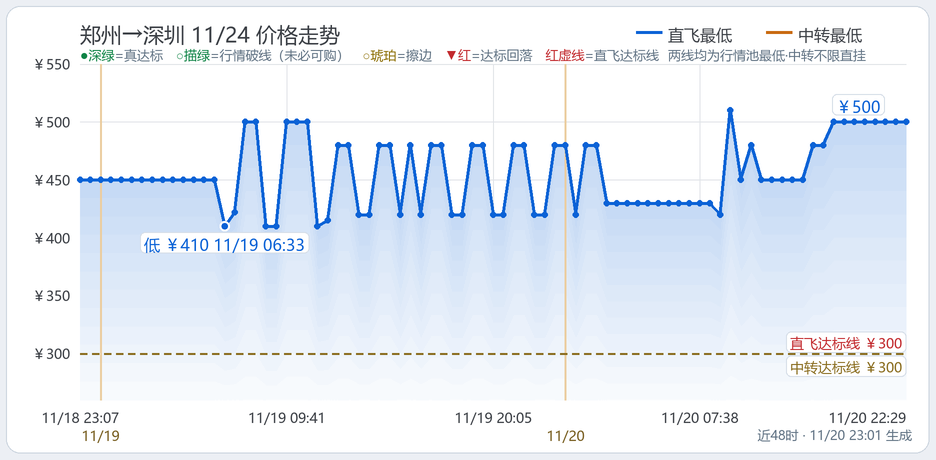 郑州→深圳 11/24 价格走势
直飞最低 中转最低
●深绿=真达标 ○描绿=行情破线（未必可购） ○琥珀=擦边 ▼红=达标回落 红虚线=直飞达标线 两线均为行情池最低·中转不限直挂
¥550
¥500
¥500
¥450
¥400
低 ¥410 11/19 06:33
¥350
直飞达标线 ¥300
¥300
中转达标线 ¥300
11/18 23:07 11/19 09:41 11/19 20:05 11/20 07:38 11/20 22:29
11/19 11/20
近48时 · 11/20 23:01 生成